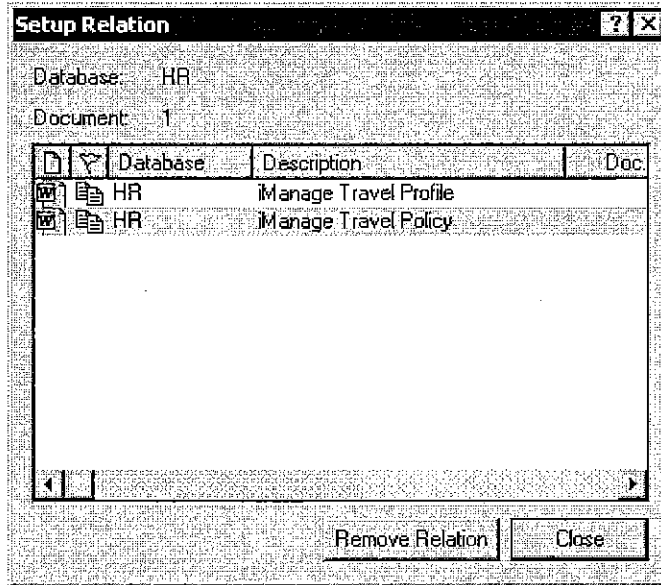 Setup Relation
Database: HR
Document: 1
Database Description Doc
HR iManage Travel Profile
HR iManage Travel Policy
Remove Relation Close